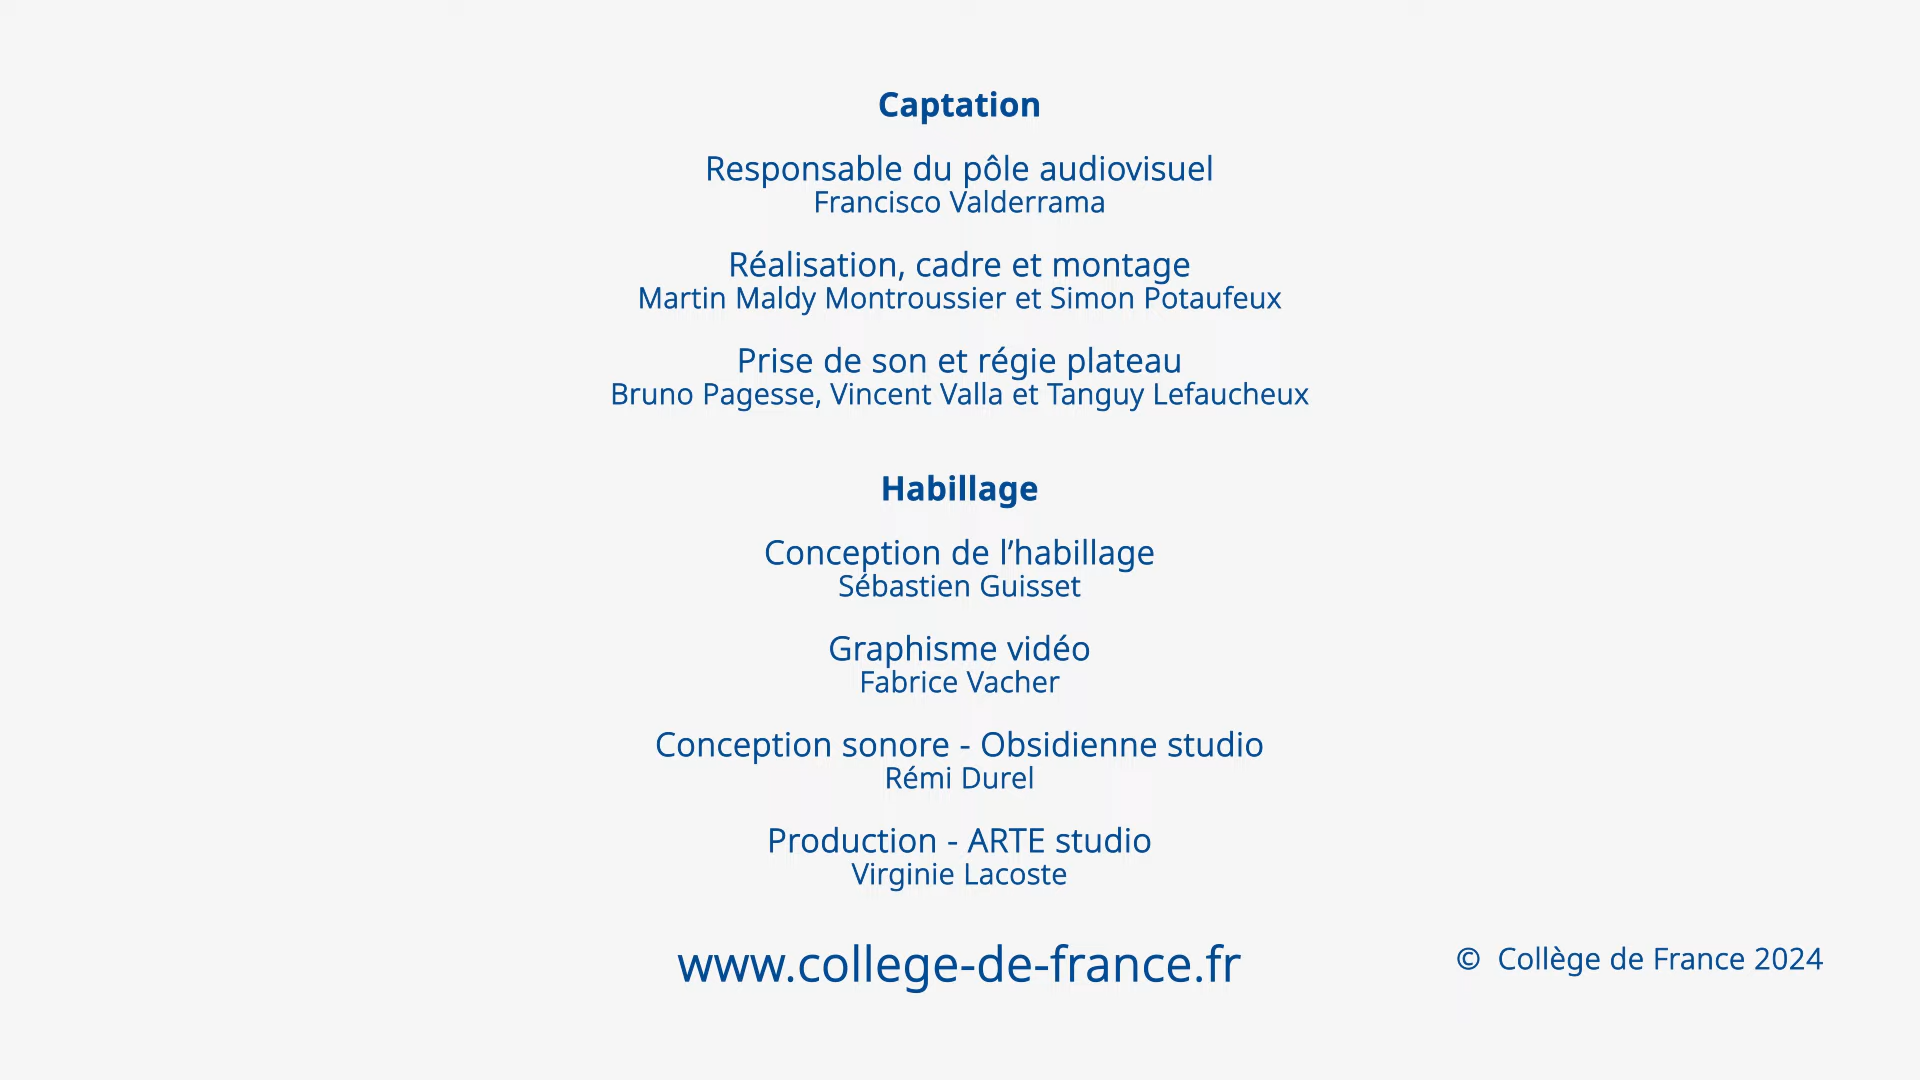 Captation
Responsable du pôle audiovisuel
Francisco Valderrama
Réalisation, cadre et montage
Martin Maldy Montroussier et Simon Potaufeux
Prise de son et régie plateau
Bruno Pagesse, Vincent Valla et Tanguy Lefaucheux
Habillage
Conception de l’habillage
Sébastien Guisset
Graphisme vidéo
Fabrice Vacher
Conception sonore - Obsidienne studio
Rémi Durel
Production - ARTE studio
Virginie Lacoste
www.college-de-france.fr
© Collège de France 2024